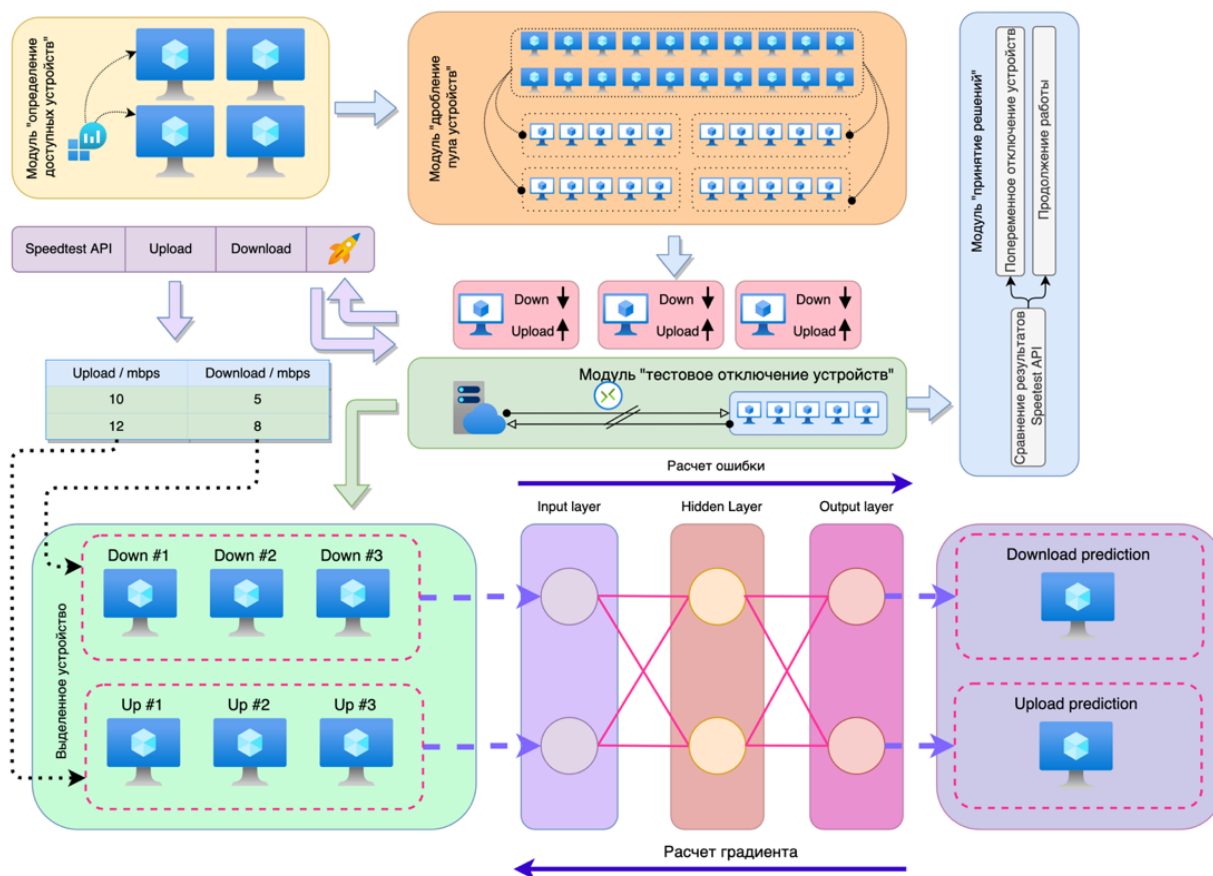 Модуль "определение
доступных устройств"
Модуль "дробление
пула устройств"
Модуль "принятие решений"
Попеременное отключение устройств
Продолжение работы
Сравнение результатов
Speetest API
Speedtest API
Upload
Download
Down
Upload
Down
Upload
Down
Upload
Модуль "тестовое отключение устройств"
Upload / mbps
Download / mbps
10
5
12
8
Расчет ошибки
Input layer
Hidden Layer
Output layer
Выделенное устройство
Down #1
Down #2
Down #3
Up #1
Up #2
Up #3
Download prediction
Upload prediction
Расчет градиента